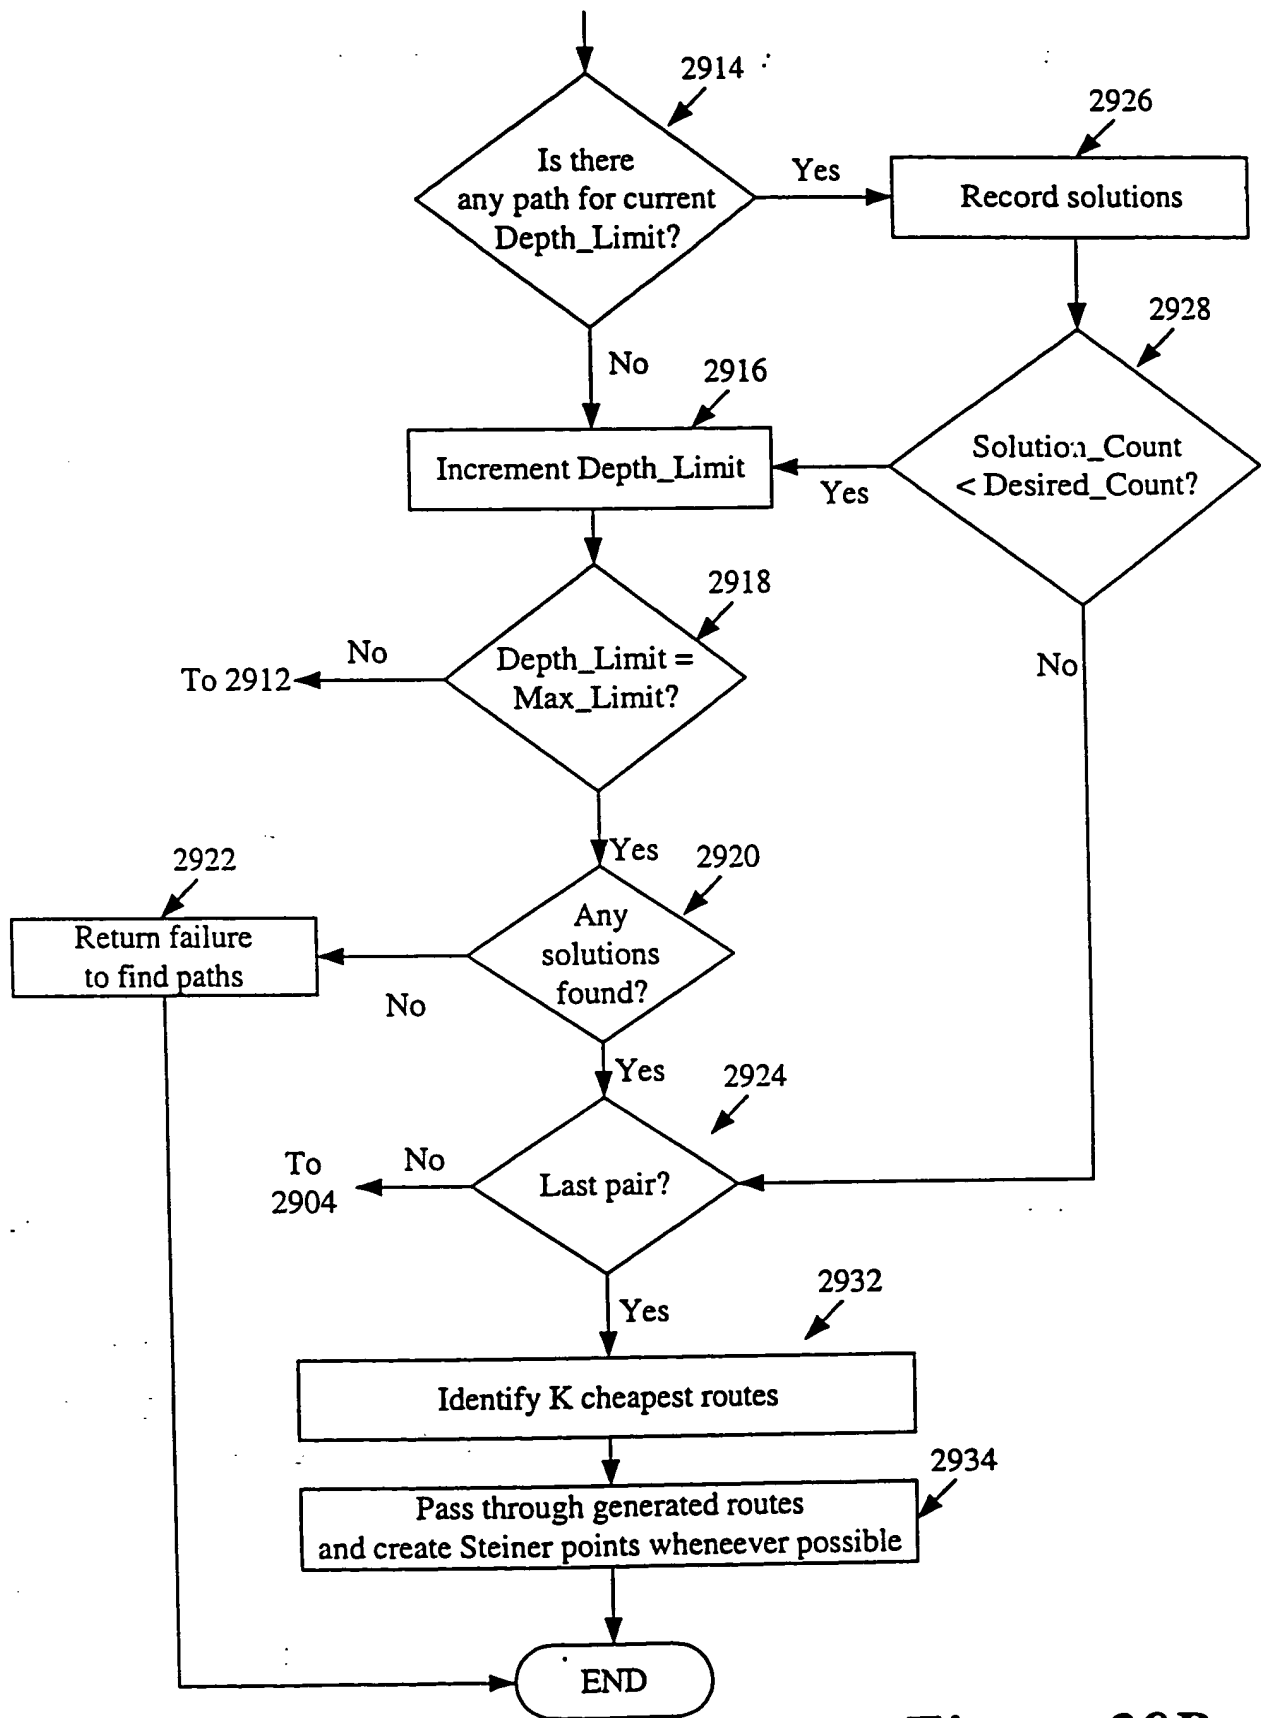 2914
Is there
any path for current
Depth_Limit?
Yes
2926
Record solutions
No
2916
Increment Depth_Limit
2928
Solution_Count
< Desired_Count?
Yes
No
2918
Depth_Limit =
Max_Limit?
No
To 2912
Yes
2920
Any
solutions
found?
No
2922
Return failure
to find paths
Yes
2924
Last pair?
No
To
2904
Yes
2932
Identify K cheapest routes
2934
Pass through generated routes
and create Steiner points wheneever possible
END